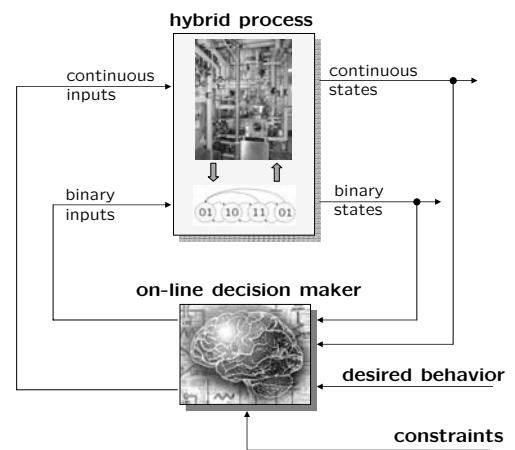 hybrid process
continuous
inputs
continuous
states
binary
inputs
01 10 11 01
binary
states
on-line decision maker
desired behavior
constraints